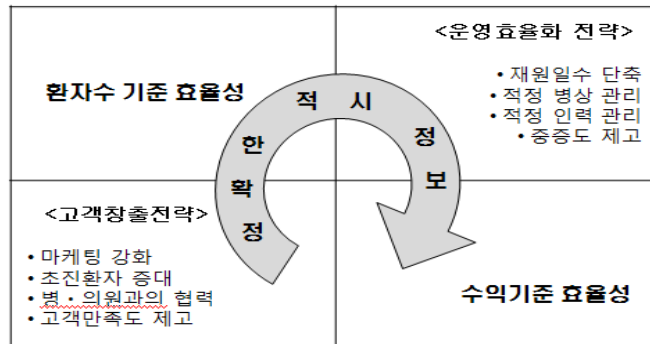 <운영효율화 전략>
• 재원일수 단축
• 적정 병상 관리
• 적정 인력 관리
• 중증도 제고
환자수 기준 효율성
정확한 적시 정보
<고객창출전략>
• 마케팅 강화
• 초진환자 증대
• 병・의원과의 협력
• 고객만족도 제고
수익기준 효율성